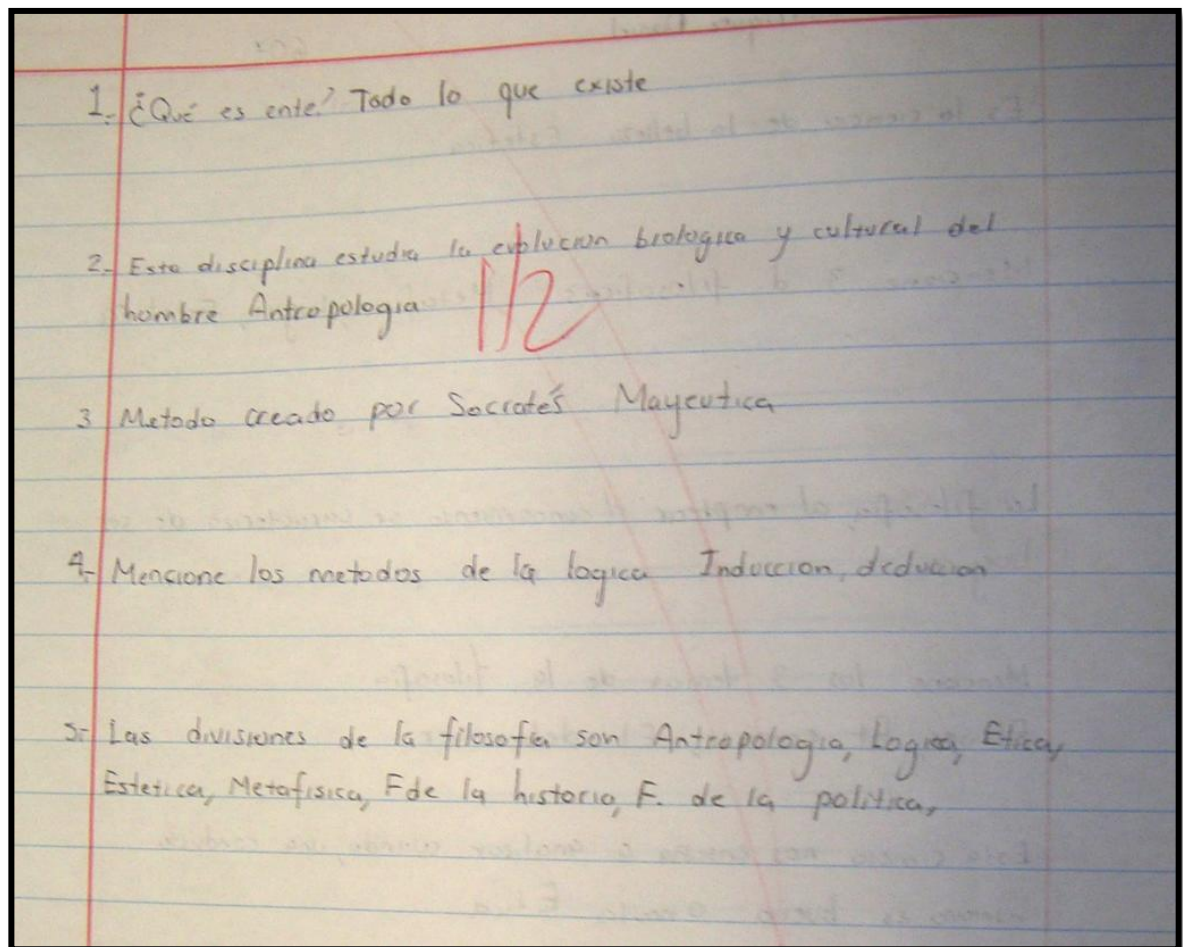 1.- ¿Qué es ente? Todo lo que existe
2.- Esta disciplina estudia la evolucion biologica y cultural del
hombre Antropologia
1/2
3 Metodo creado por Socrates Mayeutica
4.- Mencione los metodos de la logica Induccion, deducion
5.- Las divisiones de la filosofia son Antropologia, Logica, Etica,
Estetica, Metafisica, F de la historia, F. de la politica,